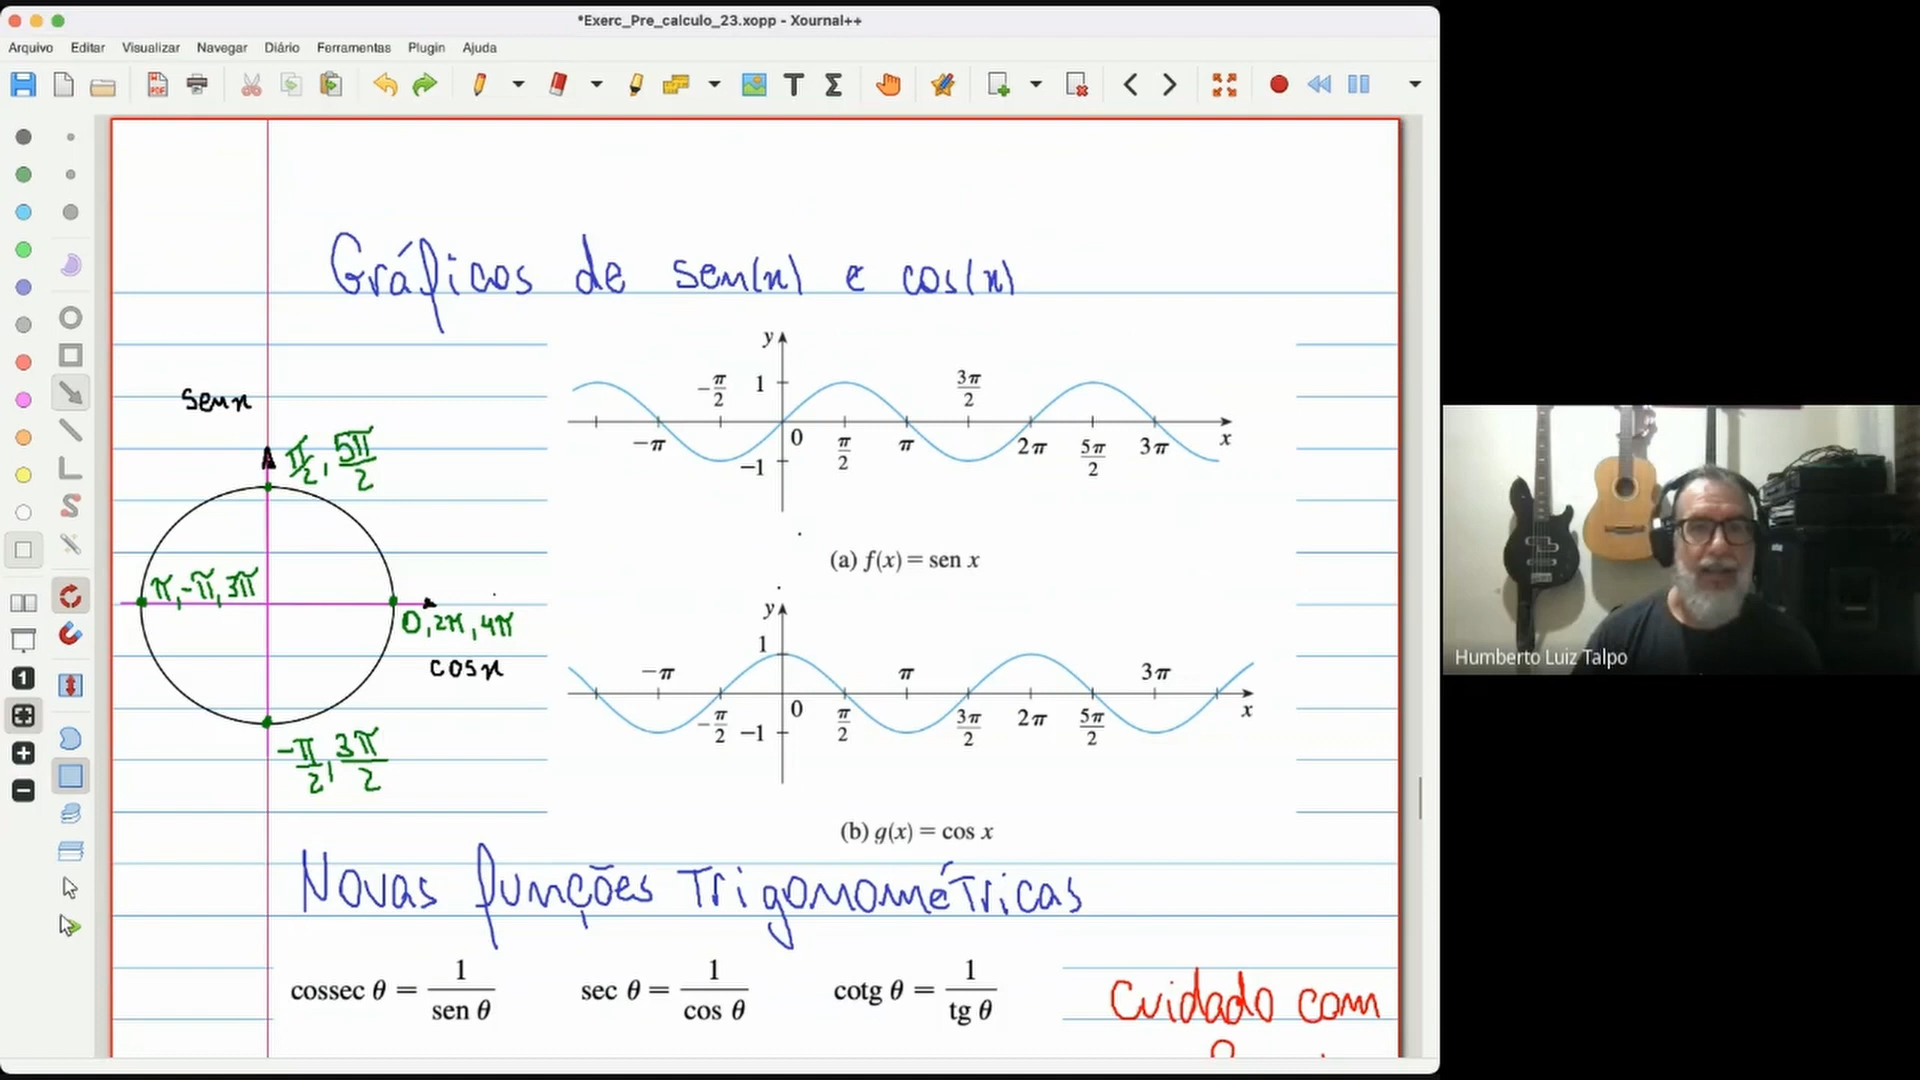 *Exerc_Pre_calculo_23.xopp - Xournal++
Arquivo Editar Visualizar Navegar Diário Ferramentas Plugin Ajuda
Gráficos de sen(x) e cos(x)
y
1
-π/2
3π/2
-π
0
π/2
π
2π
5π/2
3π
x
-1
(a) f(x) = sen x
sen x
π/2, 5π/2
π, -π, 3π
0, 2π, 4π
cos x
-π/2, 3π/2
y
1
-π
π
3π
0
-π/2
-1
π/2
3π/2
2π
5π/2
x
(b) g(x) = cos x
Novas funções Trigonométricas
cossec θ = 1/sen θ
sec θ = 1/cos θ
cotg θ = 1/tg θ
Cuidado com
Humberto Luiz Talpo
1